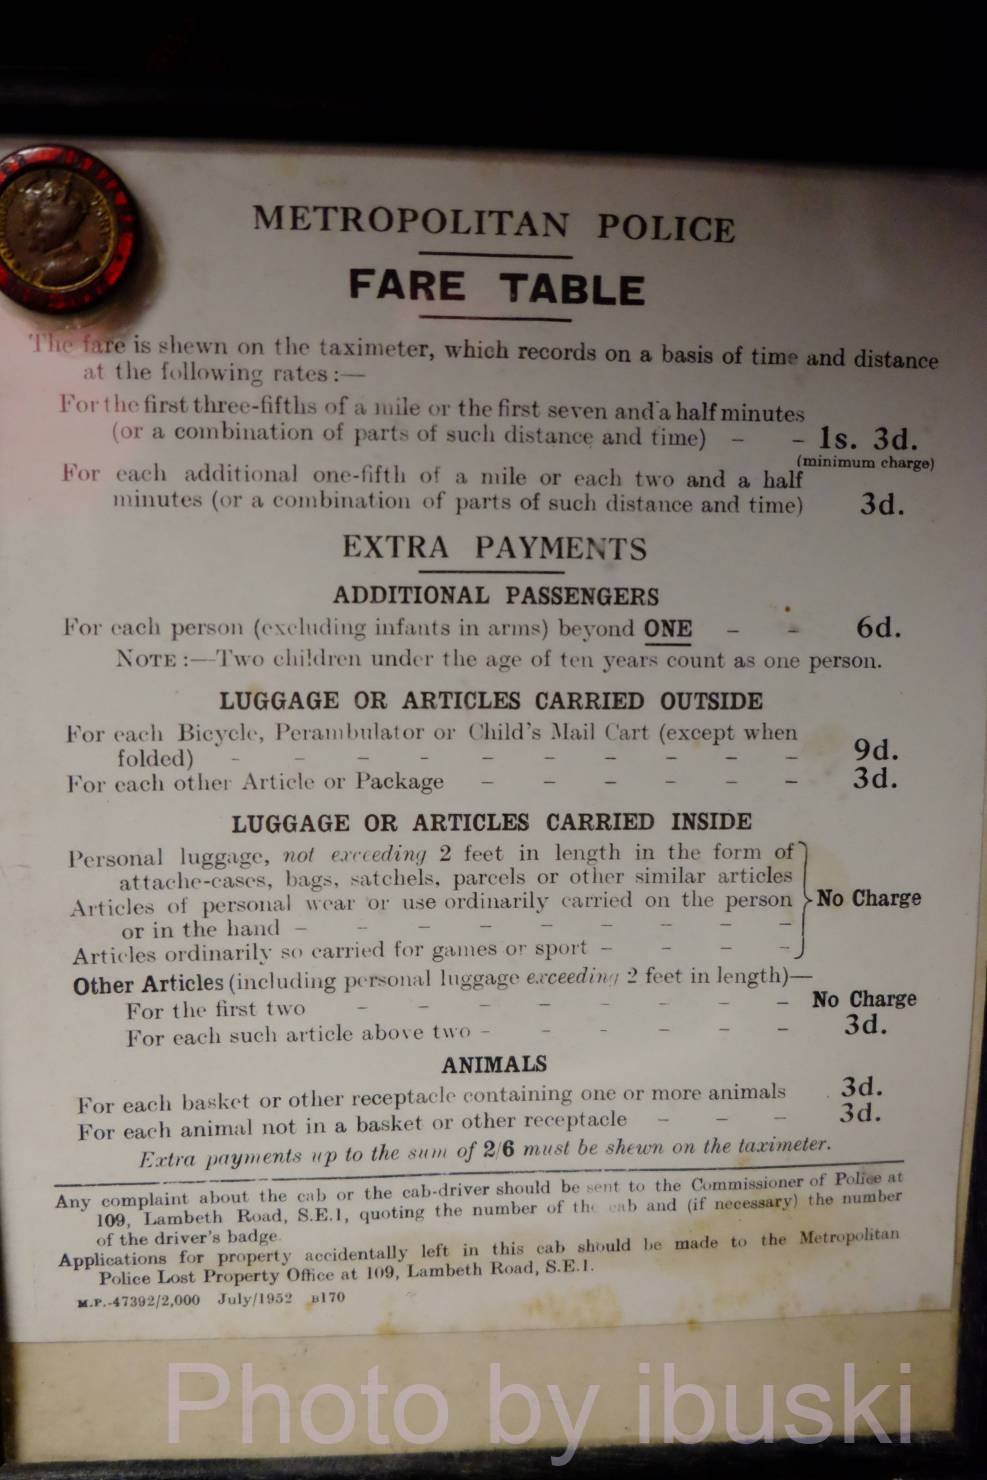 METROPOLITAN POLICE
FARE TABLE
The fare is shewn on the taximeter, which records on a basis of time and distance
at the following rates :—
For the first three-fifths of a mile or the first seven and a half minutes
(or a combination of parts of such distance and time) – – 1s. 3d.
(minimum charge)
For each additional one-fifth of a mile or each two and a half
minutes (or a combination of parts of such distance and time) 3d.
EXTRA PAYMENTS
ADDITIONAL PASSENGERS
For each person (excluding infants in arms) beyond ONE – – 6d.
NOTE :—Two children under the age of ten years count as one person.
LUGGAGE OR ARTICLES CARRIED OUTSIDE
For each Bicycle, Perambulator or Child's Mail Cart (except when
folded) – – – – – – – – – – 9d.
For each other Article or Package – – – – – – 3d.
LUGGAGE OR ARTICLES CARRIED INSIDE
Personal luggage, not exceeding 2 feet in length in the form of
attache-cases, bags, satchels, parcels or other similar articles
Articles of personal wear or use ordinarily carried on the person No Charge
or in the hand – – – – – – – – –
Articles ordinarily so carried for games or sport – – – –
Other Articles (including personal luggage exceeding 2 feet in length)—
For the first two – – – – – – – – No Charge
For each such article above two – – – – – – 3d.
ANIMALS
For each basket or other receptacle containing one or more animals 3d.
For each animal not in a basket or other receptacle – – – 3d.
Extra payments up to the sum of 2/6 must be shewn on the taximeter.
Any complaint about the cab or the cab-driver should be sent to the Commissioner of Police at
109, Lambeth Road, S.E.1, quoting the number of the cab and (if necessary) the number
of the driver's badge.
Applications for property accidentally left in this cab should be made to the Metropolitan
Police Lost Property Office at 109, Lambeth Road, S.E.1.
M.P.-47392/2,000 July/1952 B170
Photo by ibuski